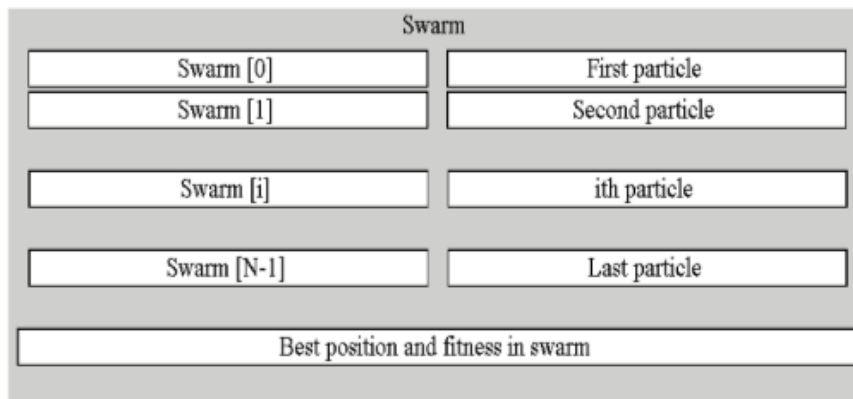 Swarm
Swarm [0] First particle
Swarm [1] Second particle
Swarm [i] ith particle
Swarm [N-1] Last particle
Best position and fitness in swarm